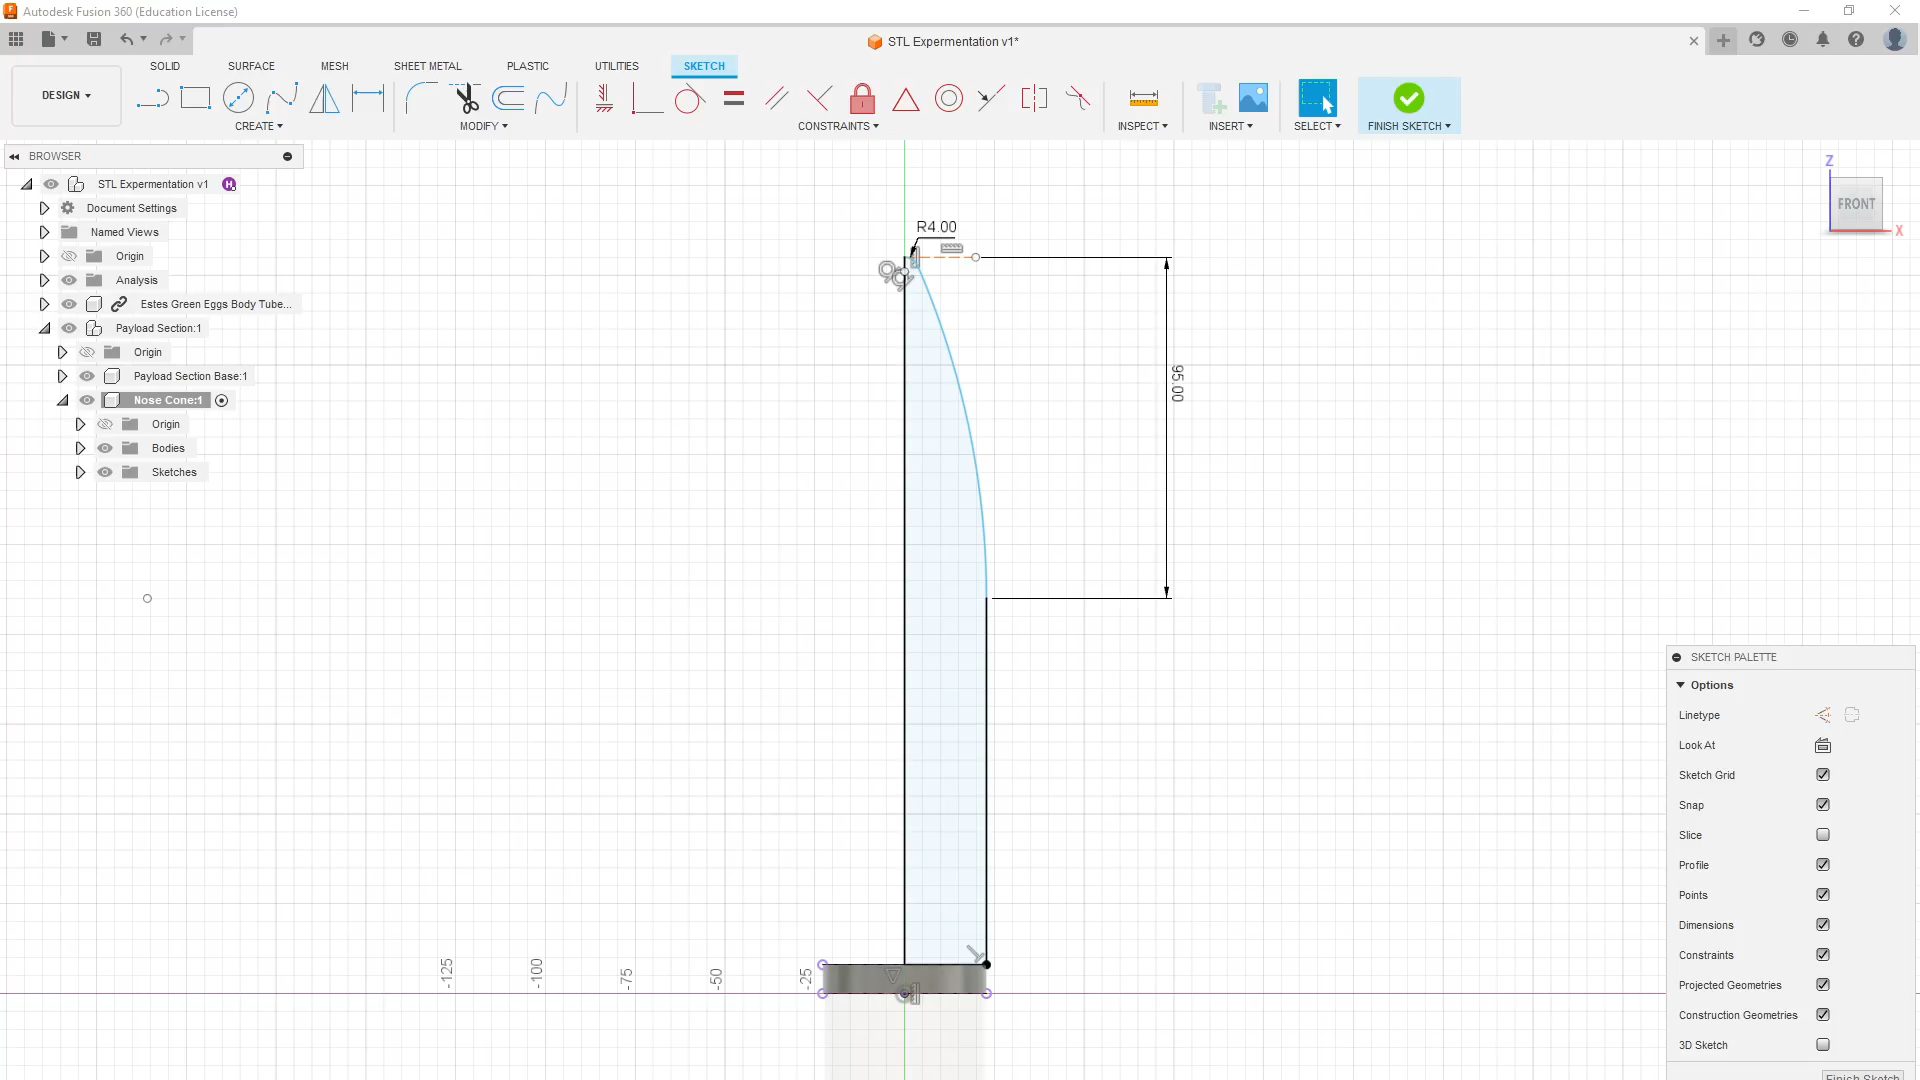 Autodesk Fusion 360 (Education License)
STL Expermentation v1*
SOLID SURFACE MESH SHEET METAL PLASTIC UTILITIES SKETCH
DESIGN
CREATE MODIFY CONSTRAINTS INSPECT INSERT SELECT FINISH SKETCH
BROWSER
STL Expermentation v1
H
Document Settings
Named Views
Origin
Analysis
Estes Green Eggs Body Tube...
Payload Section:1
Origin
Payload Section Base:1
Nose Cone:1
Origin
Bodies
Sketches
Z
FRONT
X
R4.00
95.00
-125
-100
-75
-50
-25
SKETCH PALETTE
Options
Linetype
Look At
Sketch Grid
Snap
Slice
Profile
Points
Dimensions
Constraints
Projected Geometries
Construction Geometries
3D Sketch
Finish Sketch